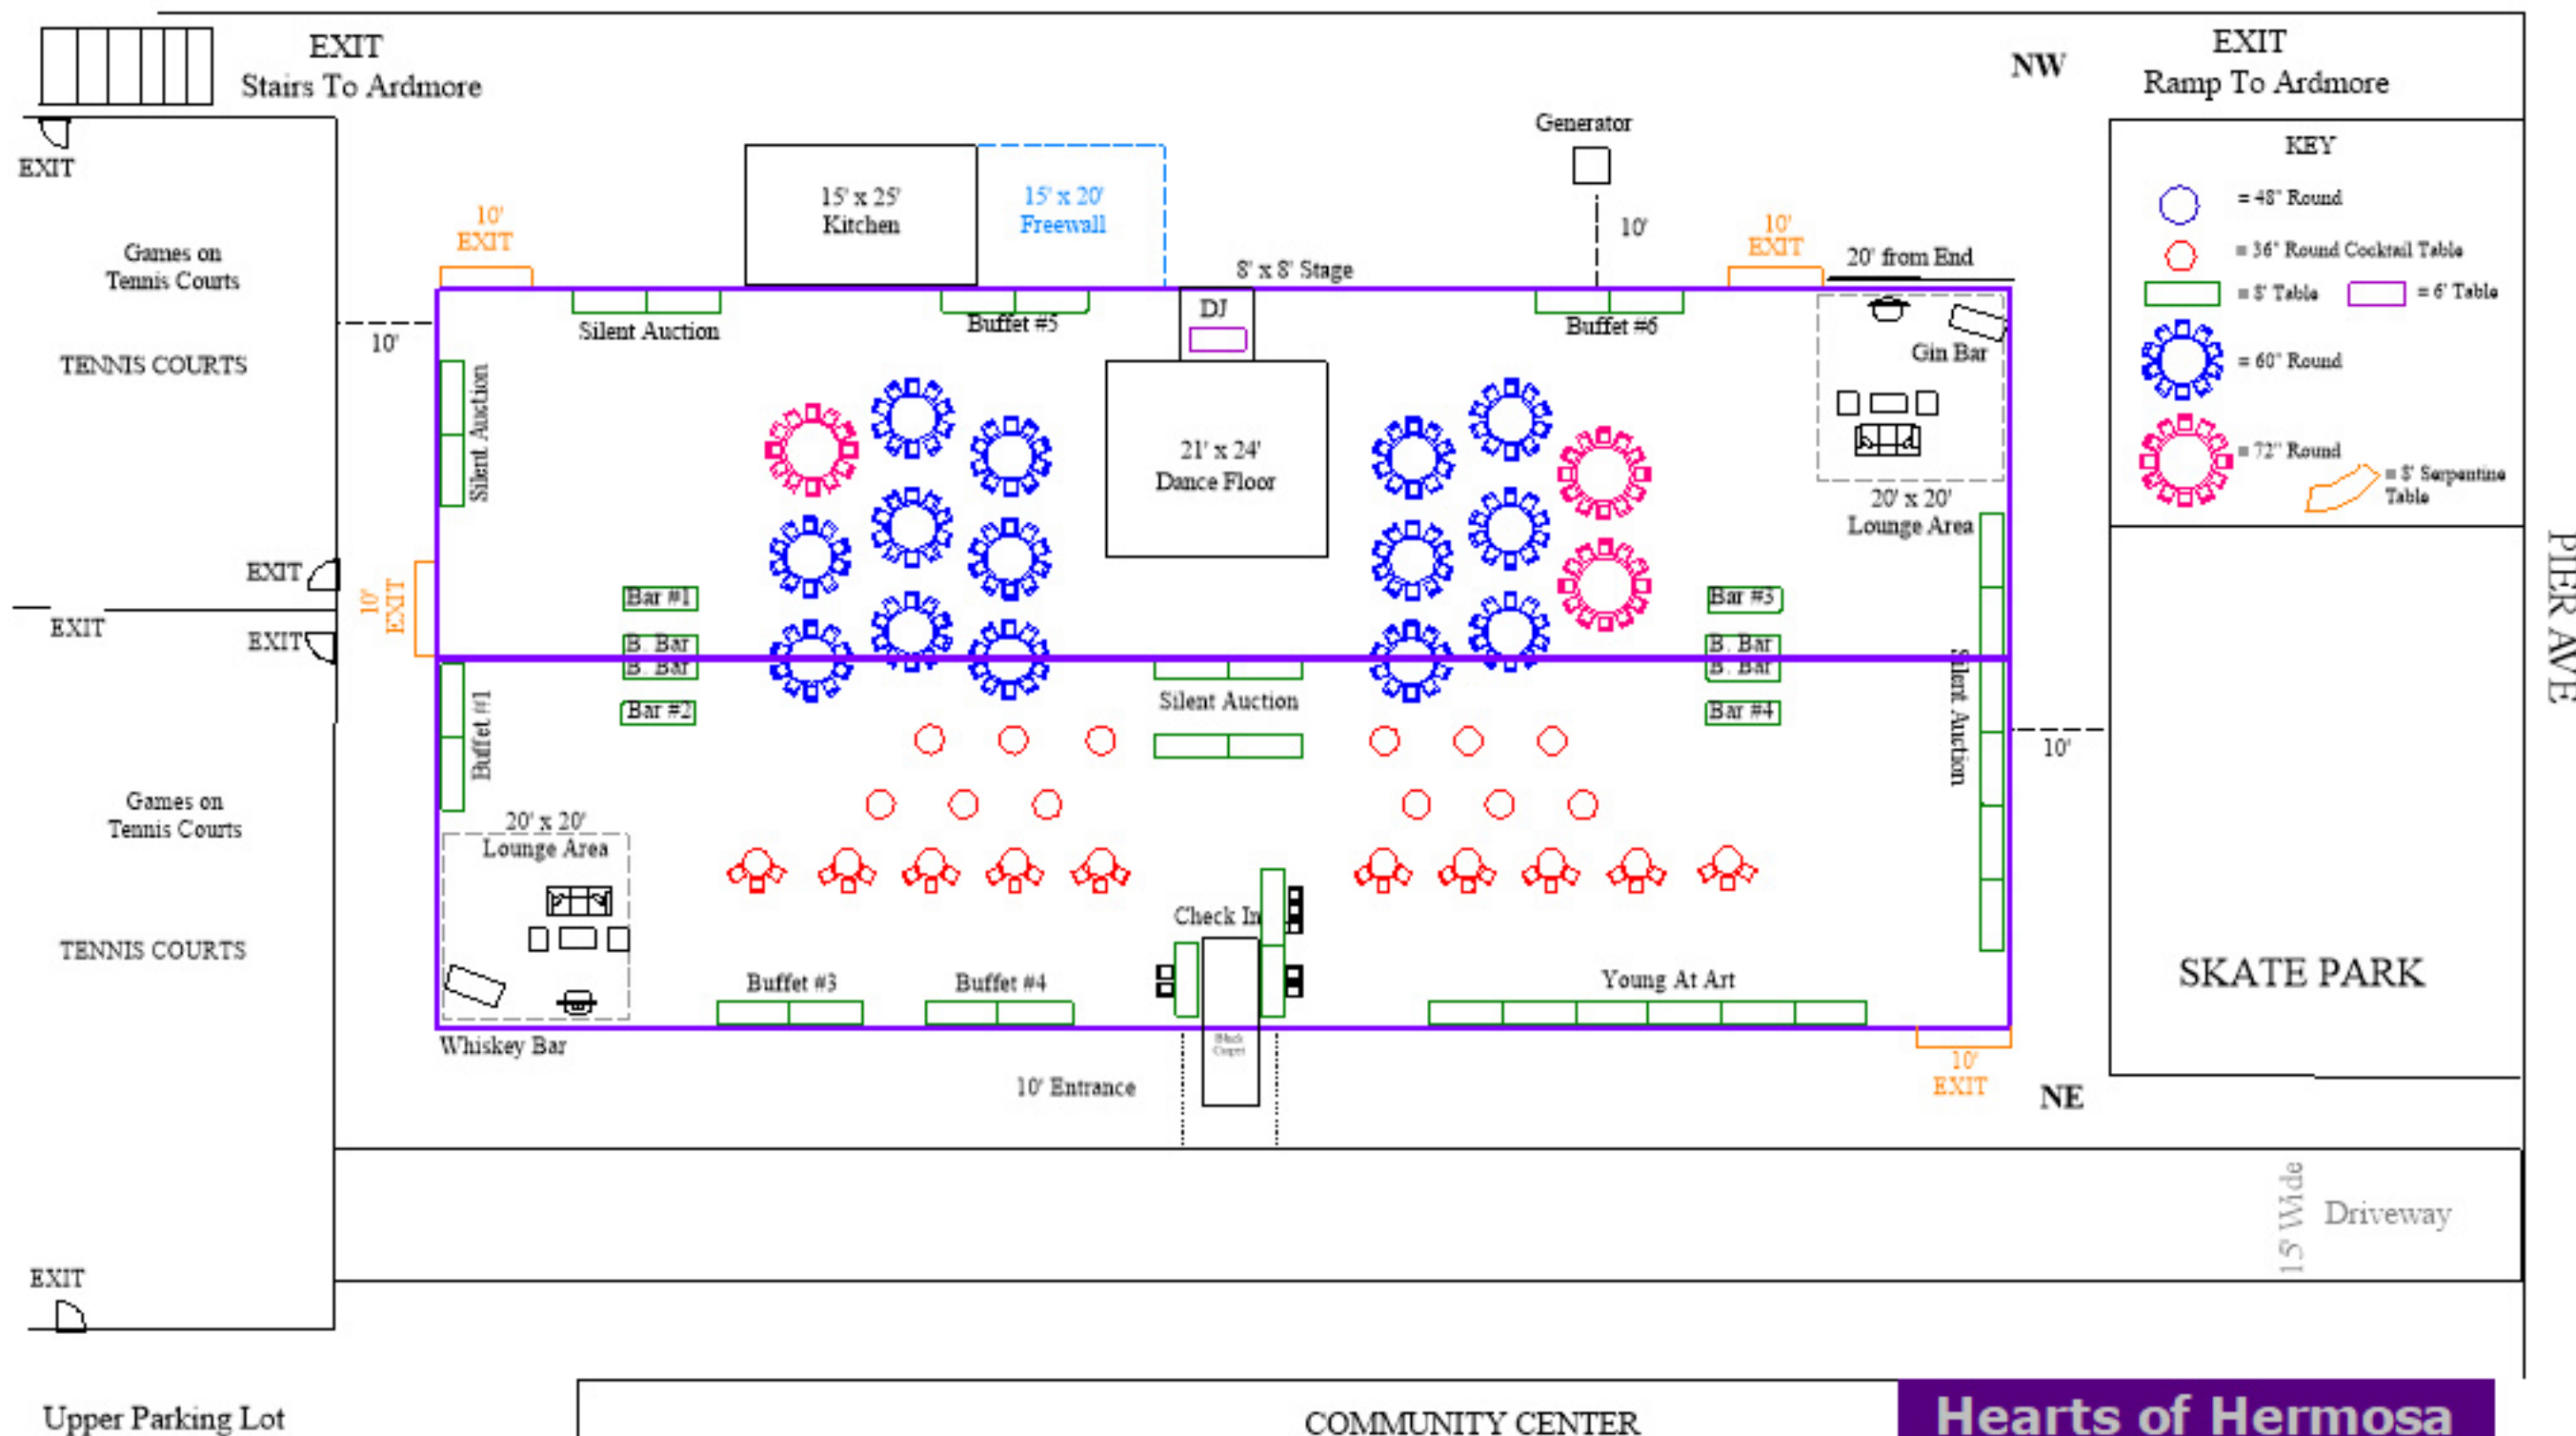 EXIT
Stairs To Ardmore
NW
EXIT
Ramp To Ardmore
EXIT
Generator
KEY
= 48" Round
= 36" Round Cocktail Table
= 8' Table
= 6' Table
= 60" Round
= 72" Round
= 8' Serpentine
Table
15' x 25'
Kitchen
15' x 20'
Freewall
10'
EXIT
10'
10'
EXIT
20' from End
8' x 8' Stage
Games on
Tennis Courts
TENNIS COURTS
10'
Silent Auction
Buffet #5
DJ
Buffet #6
Gin Bar
Silent Auction
21' x 24'
Dance Floor
20' x 20'
Lounge Area
EXIT
EXIT
EXIT
10'
EXIT
Bar #1
B. Bar
B. Bar
Bar #2
Bar #3
B. Bar
B. Bar
Bar #4
Silent Auction
Silent Auction
Buffet #1
10'
PIER AVE
Games on
Tennis Courts
TENNIS COURTS
20' x 20'
Lounge Area
Check In
Buffet #3
Buffet #4
Young At Art
SKATE PARK
Whiskey Bar
Black
Carpet
10' Entrance
10'
EXIT
NE
15' Wide
Driveway
EXIT
Upper Parking Lot
COMMUNITY CENTER
Hearts of Hermosa